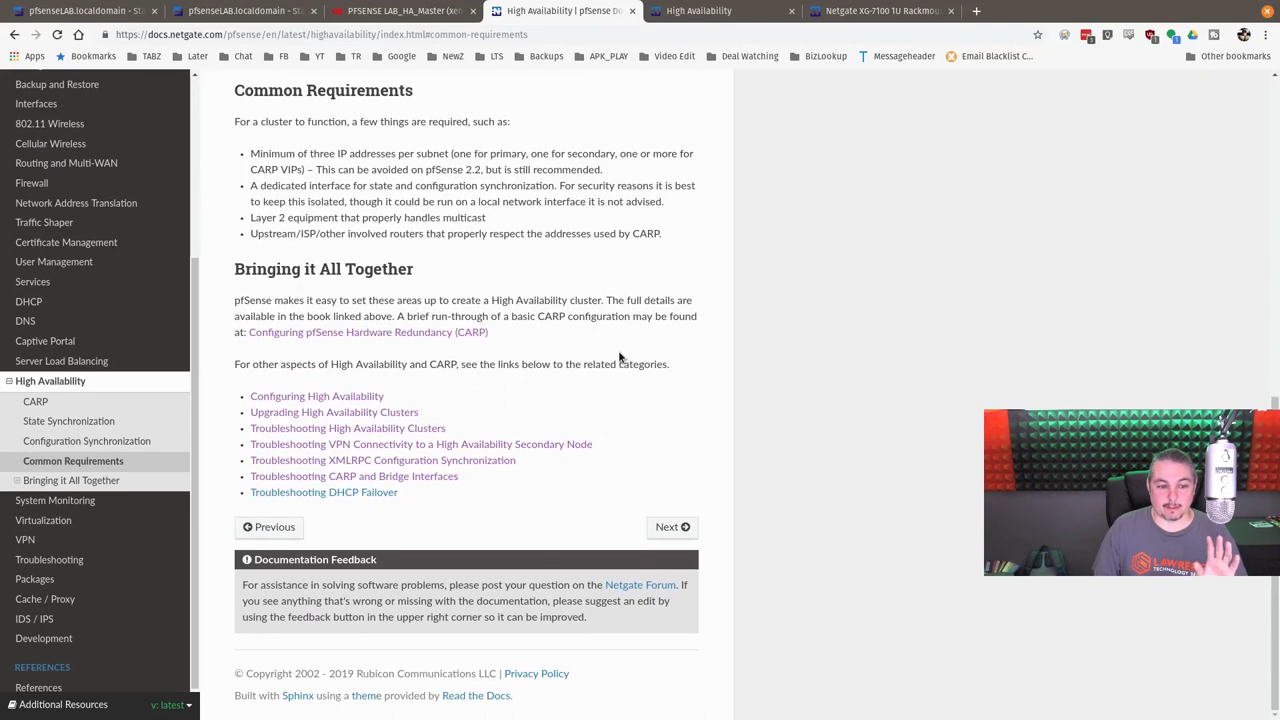 pfsenseLAB.localdomain - Sta
pfsenseLAB.localdomain - Sta
PFSENSE LAB_HA_Master (xen
High Availability | pfSense Do
High Availability
Netgate XG-7100 1U Rackmou
https://docs.netgate.com/pfsense/en/latest/highavailability/index.html#common-requirements
Apps Bookmarks TABZ Later Chat FB YT TR Google NewZ LTS Backups APK_PLAY Video Edit Deal Watching BizLookup Messageheader Email Blacklist C... Other bookmarks
Backup and Restore
Interfaces
802.11 Wireless
Cellular Wireless
Routing and Multi-WAN
Firewall
Network Address Translation
Traffic Shaper
Certificate Management
User Management
Services
DHCP
DNS
Captive Portal
Server Load Balancing
High Availability
CARP
State Synchronization
Configuration Synchronization
Common Requirements
Bringing it All Together
System Monitoring
Virtualization
VPN
Troubleshooting
Packages
Cache / Proxy
IDS / IPS
Development
REFERENCES
References
Additional Resources v: latest
Common Requirements
For a cluster to function, a few things are required, such as:
• Minimum of three IP addresses per subnet (one for primary, one for secondary, one or more for
CARP VIPs) – This can be avoided on pfSense 2.2, but is still recommended.
• A dedicated interface for state and configuration synchronization. For security reasons it is best
to keep this isolated, though it could be run on a local network interface it is not advised.
• Layer 2 equipment that properly handles multicast
• Upstream/ISP/other involved routers that properly respect the addresses used by CARP.
Bringing it All Together
pfSense makes it easy to set these areas up to create a High Availability cluster. The full details are
available in the book linked above. A brief run-through of a basic CARP configuration may be found
at: Configuring pfSense Hardware Redundancy (CARP)
For other aspects of High Availability and CARP, see the links below to the related categories.
• Configuring High Availability
• Upgrading High Availability Clusters
• Troubleshooting High Availability Clusters
• Troubleshooting VPN Connectivity to a High Availability Secondary Node
• Troubleshooting XMLRPC Configuration Synchronization
• Troubleshooting CARP and Bridge Interfaces
• Troubleshooting DHCP Failover
Previous
Next
Documentation Feedback
For assistance in solving software problems, please post your question on the Netgate Forum. If
you see anything that's wrong or missing with the documentation, please suggest an edit by
using the feedback button in the upper right corner so it can be improved.
© Copyright 2002 - 2019 Rubicon Communications LLC | Privacy Policy
Built with Sphinx using a theme provided by Read the Docs.